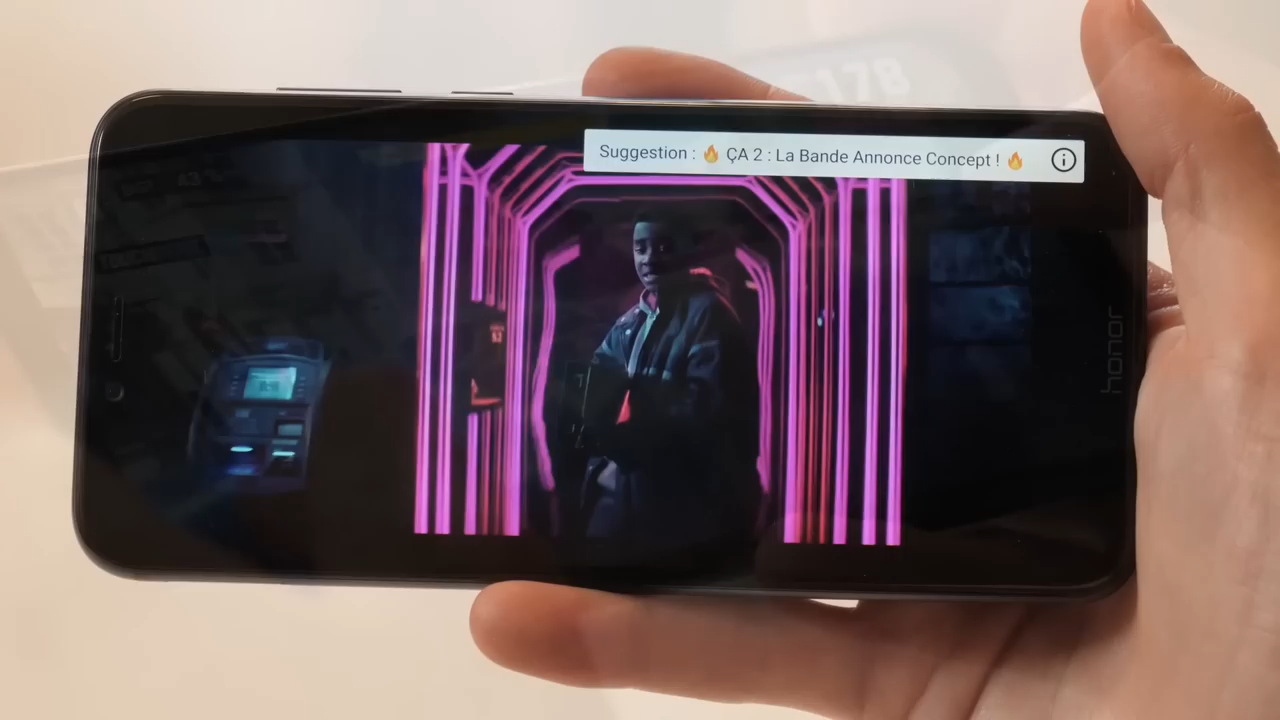 Suggestion : 🔥 ÇA 2 : La Bande Annonce Concept ! 🔥
honor